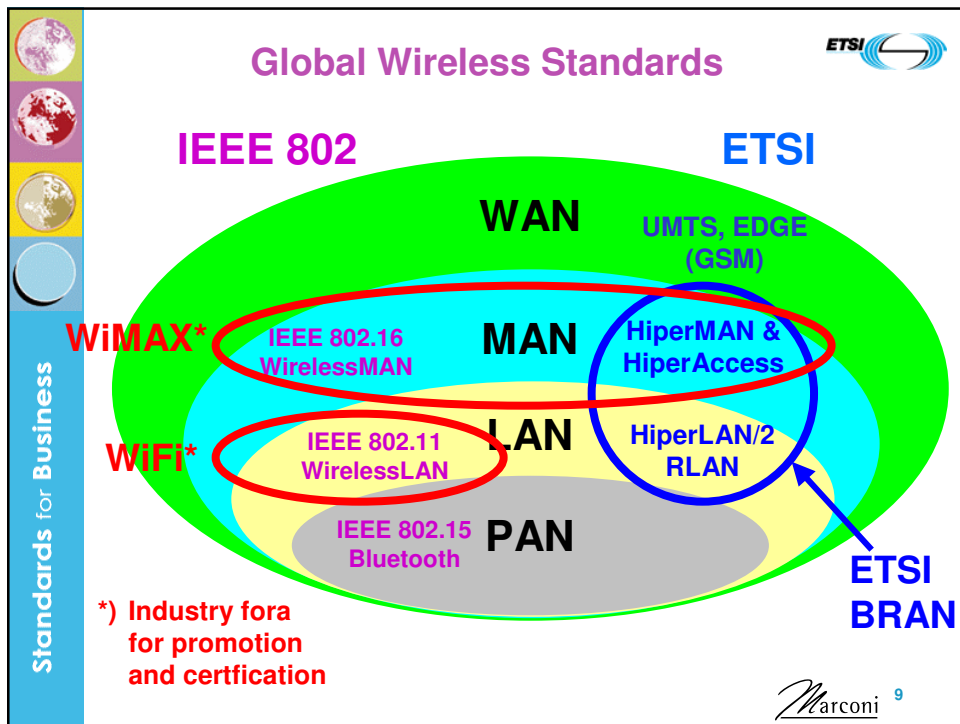 Global Wireless Standards
ETSI
IEEE 802
ETSI
WAN
UMTS, EDGE
(GSM)
WiMAX*
IEEE 802.16
WirelessMAN
MAN
HiperMAN &
HiperAccess
WiFi*
IEEE 802.11
WirelessLAN
LAN
HiperLAN/2
RLAN
IEEE 802.15
Bluetooth
PAN
ETSI
BRAN
*) Industry fora
for promotion
and certfication
Standards for Business
Marconi
9